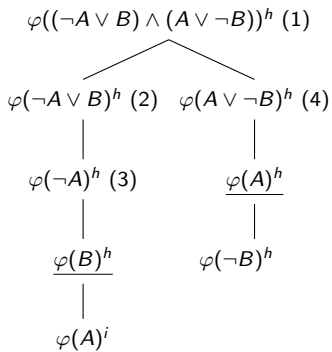 φ((¬A ∨ B) ∧ (A ∨ ¬B))ʰ (1)
φ(¬A ∨ B)ʰ (2) φ(A ∨ ¬B)ʰ (4)
φ(¬A)ʰ (3) φ(A)ʰ
φ(B)ʰ φ(¬B)ʰ
φ(A)ⁱ